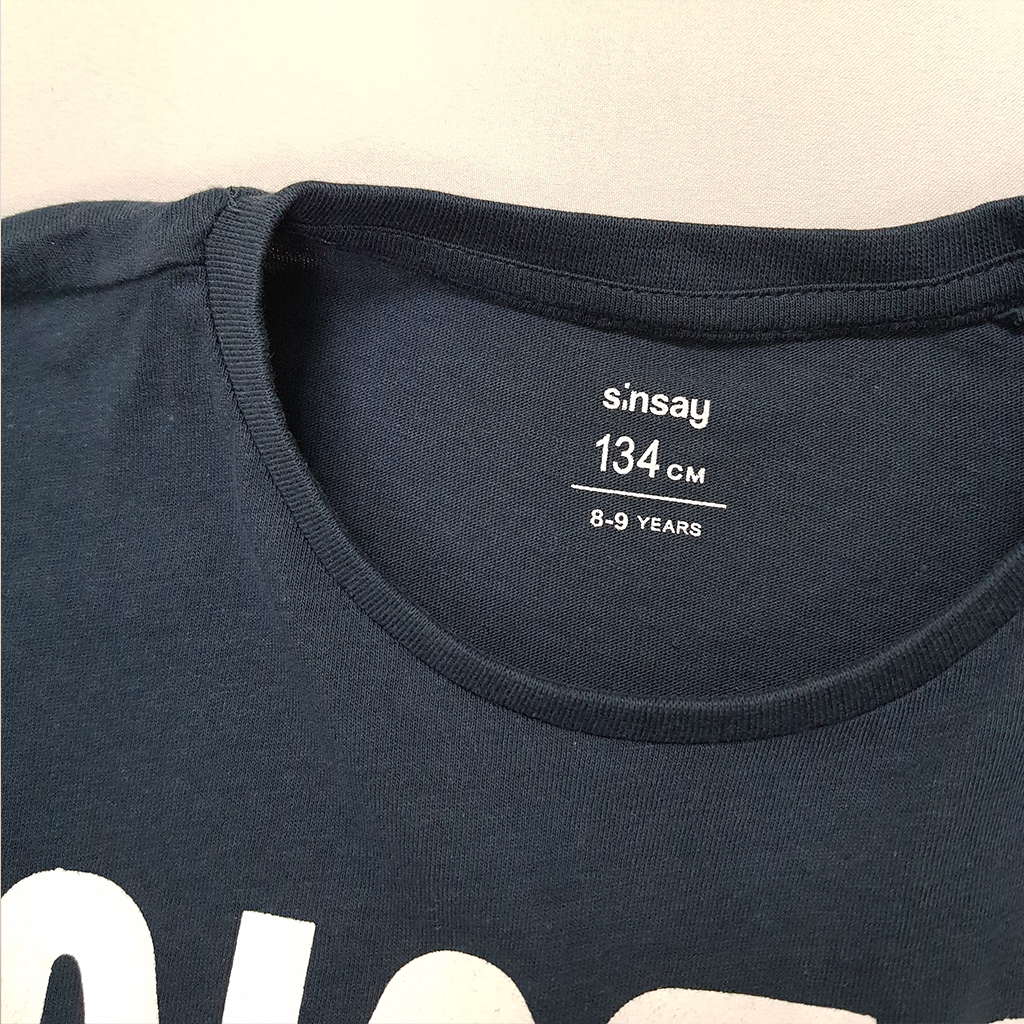 sinsay
134 CM
8-9 YEARS